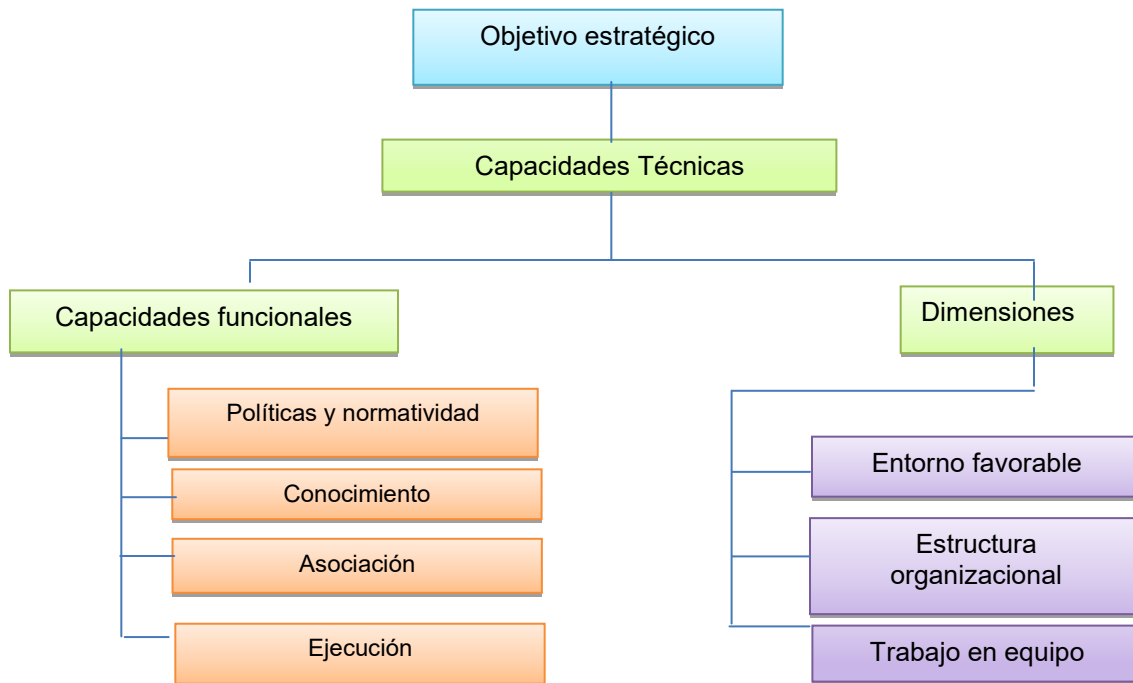 Objetivo estratégico
Capacidades Técnicas
Capacidades funcionales
Dimensiones
Políticas y normatividad
Conocimiento
Asociación
Ejecución
Entorno favorable
Estructura
organizacional
Trabajo en equipo